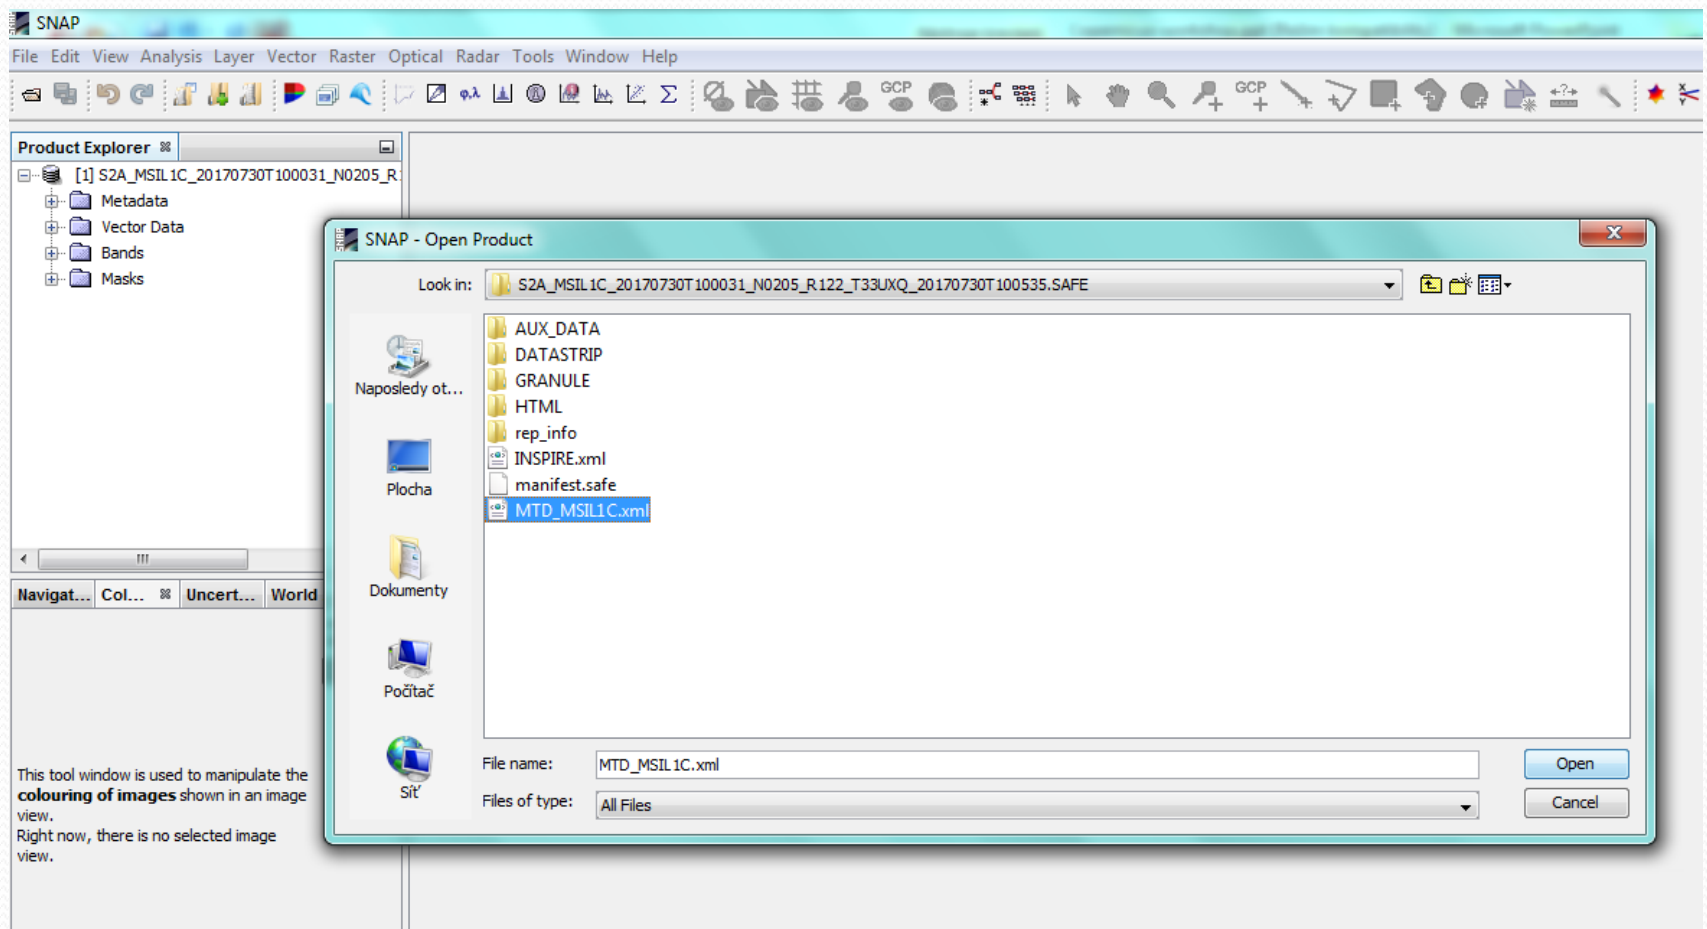 SNAP
File Edit View Analysis Layer Vector Raster Optical Radar Tools Window Help
φ,λ Σ GCP GCP
Product Explorer
[1] S2A_MSIL1C_20170730T100031_N0205_R
Metadata
Vector Data
Bands
Masks
SNAP - Open Product
Look in: S2A_MSIL1C_20170730T100031_N0205_R122_T33UXQ_20170730T100535.SAFE
AUX_DATA
DATASTRIP
GRANULE
HTML
rep_info
INSPIRE.xml
manifest.safe
MTD_MSIL1C.xml
Naposledy ot...
Plocha
Dokumenty
Počítač
Síť
File name: MTD_MSIL1C.xml
Open
Files of type: All Files
Cancel
Navigat... Col... Uncert... World
This tool window is used to manipulate the
colouring of images shown in an image
view.
Right now, there is no selected image
view.